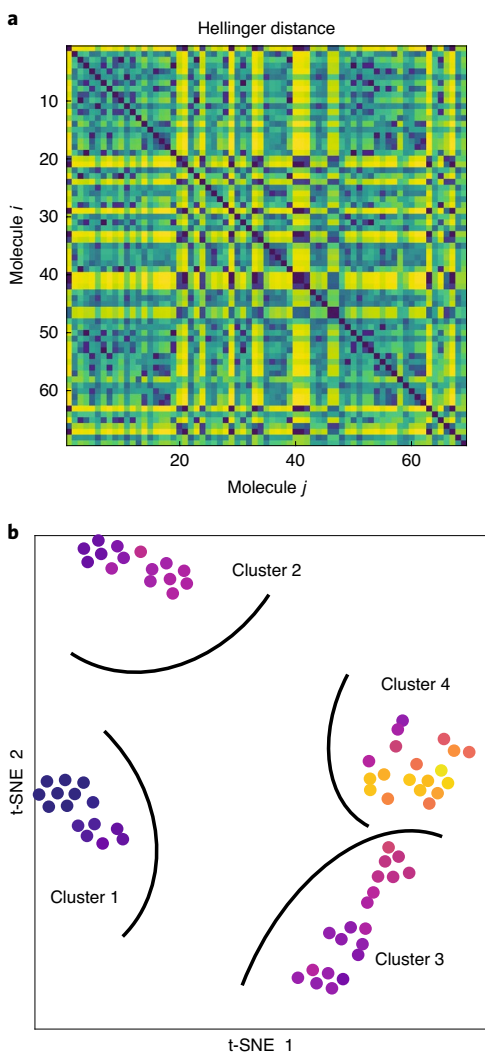 a
Hellinger distance
10
20
30
40
50
60
Molecule i
20
40
60
Molecule j
b
Cluster 2
Cluster 4
Cluster 1
Cluster 3
t-SNE 2
t-SNE 1